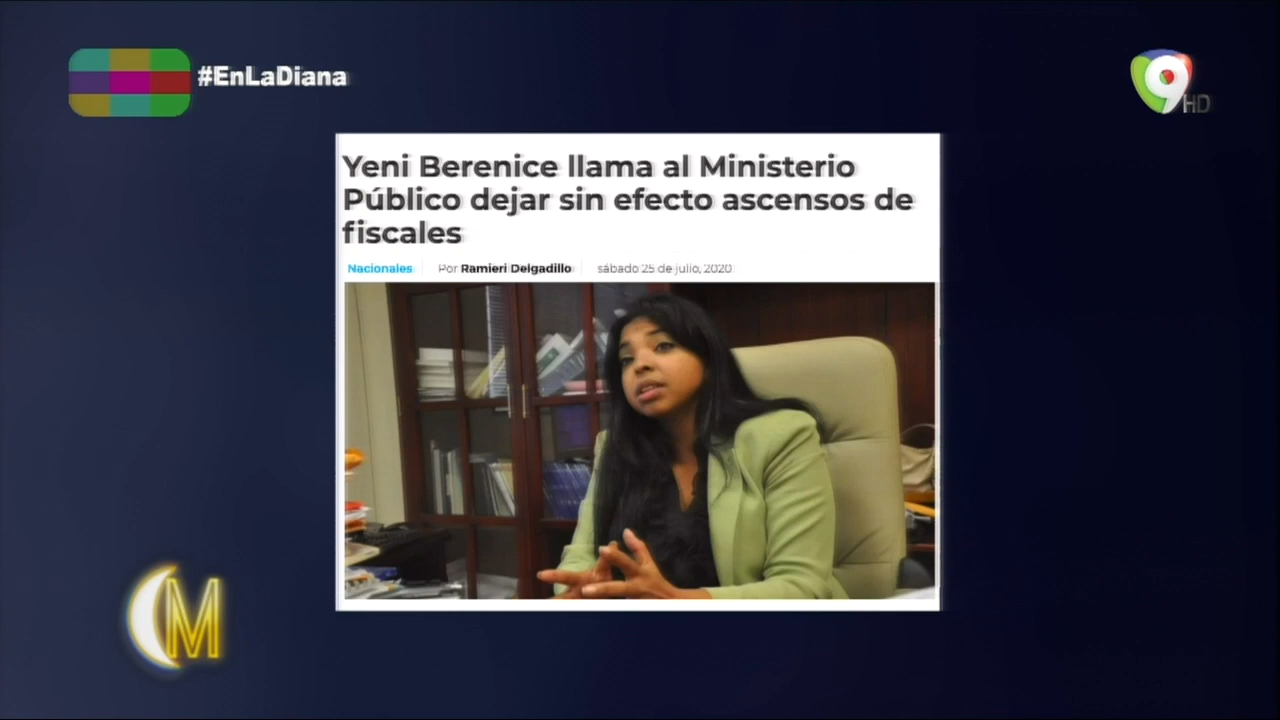 #EnLaDiana
9
HD
Yeni Berenice llama al Ministerio
Público dejar sin efecto ascensos de
fiscales
Nacionales Por Ramieri Delgadillo sábado 25 de julio, 2020
M